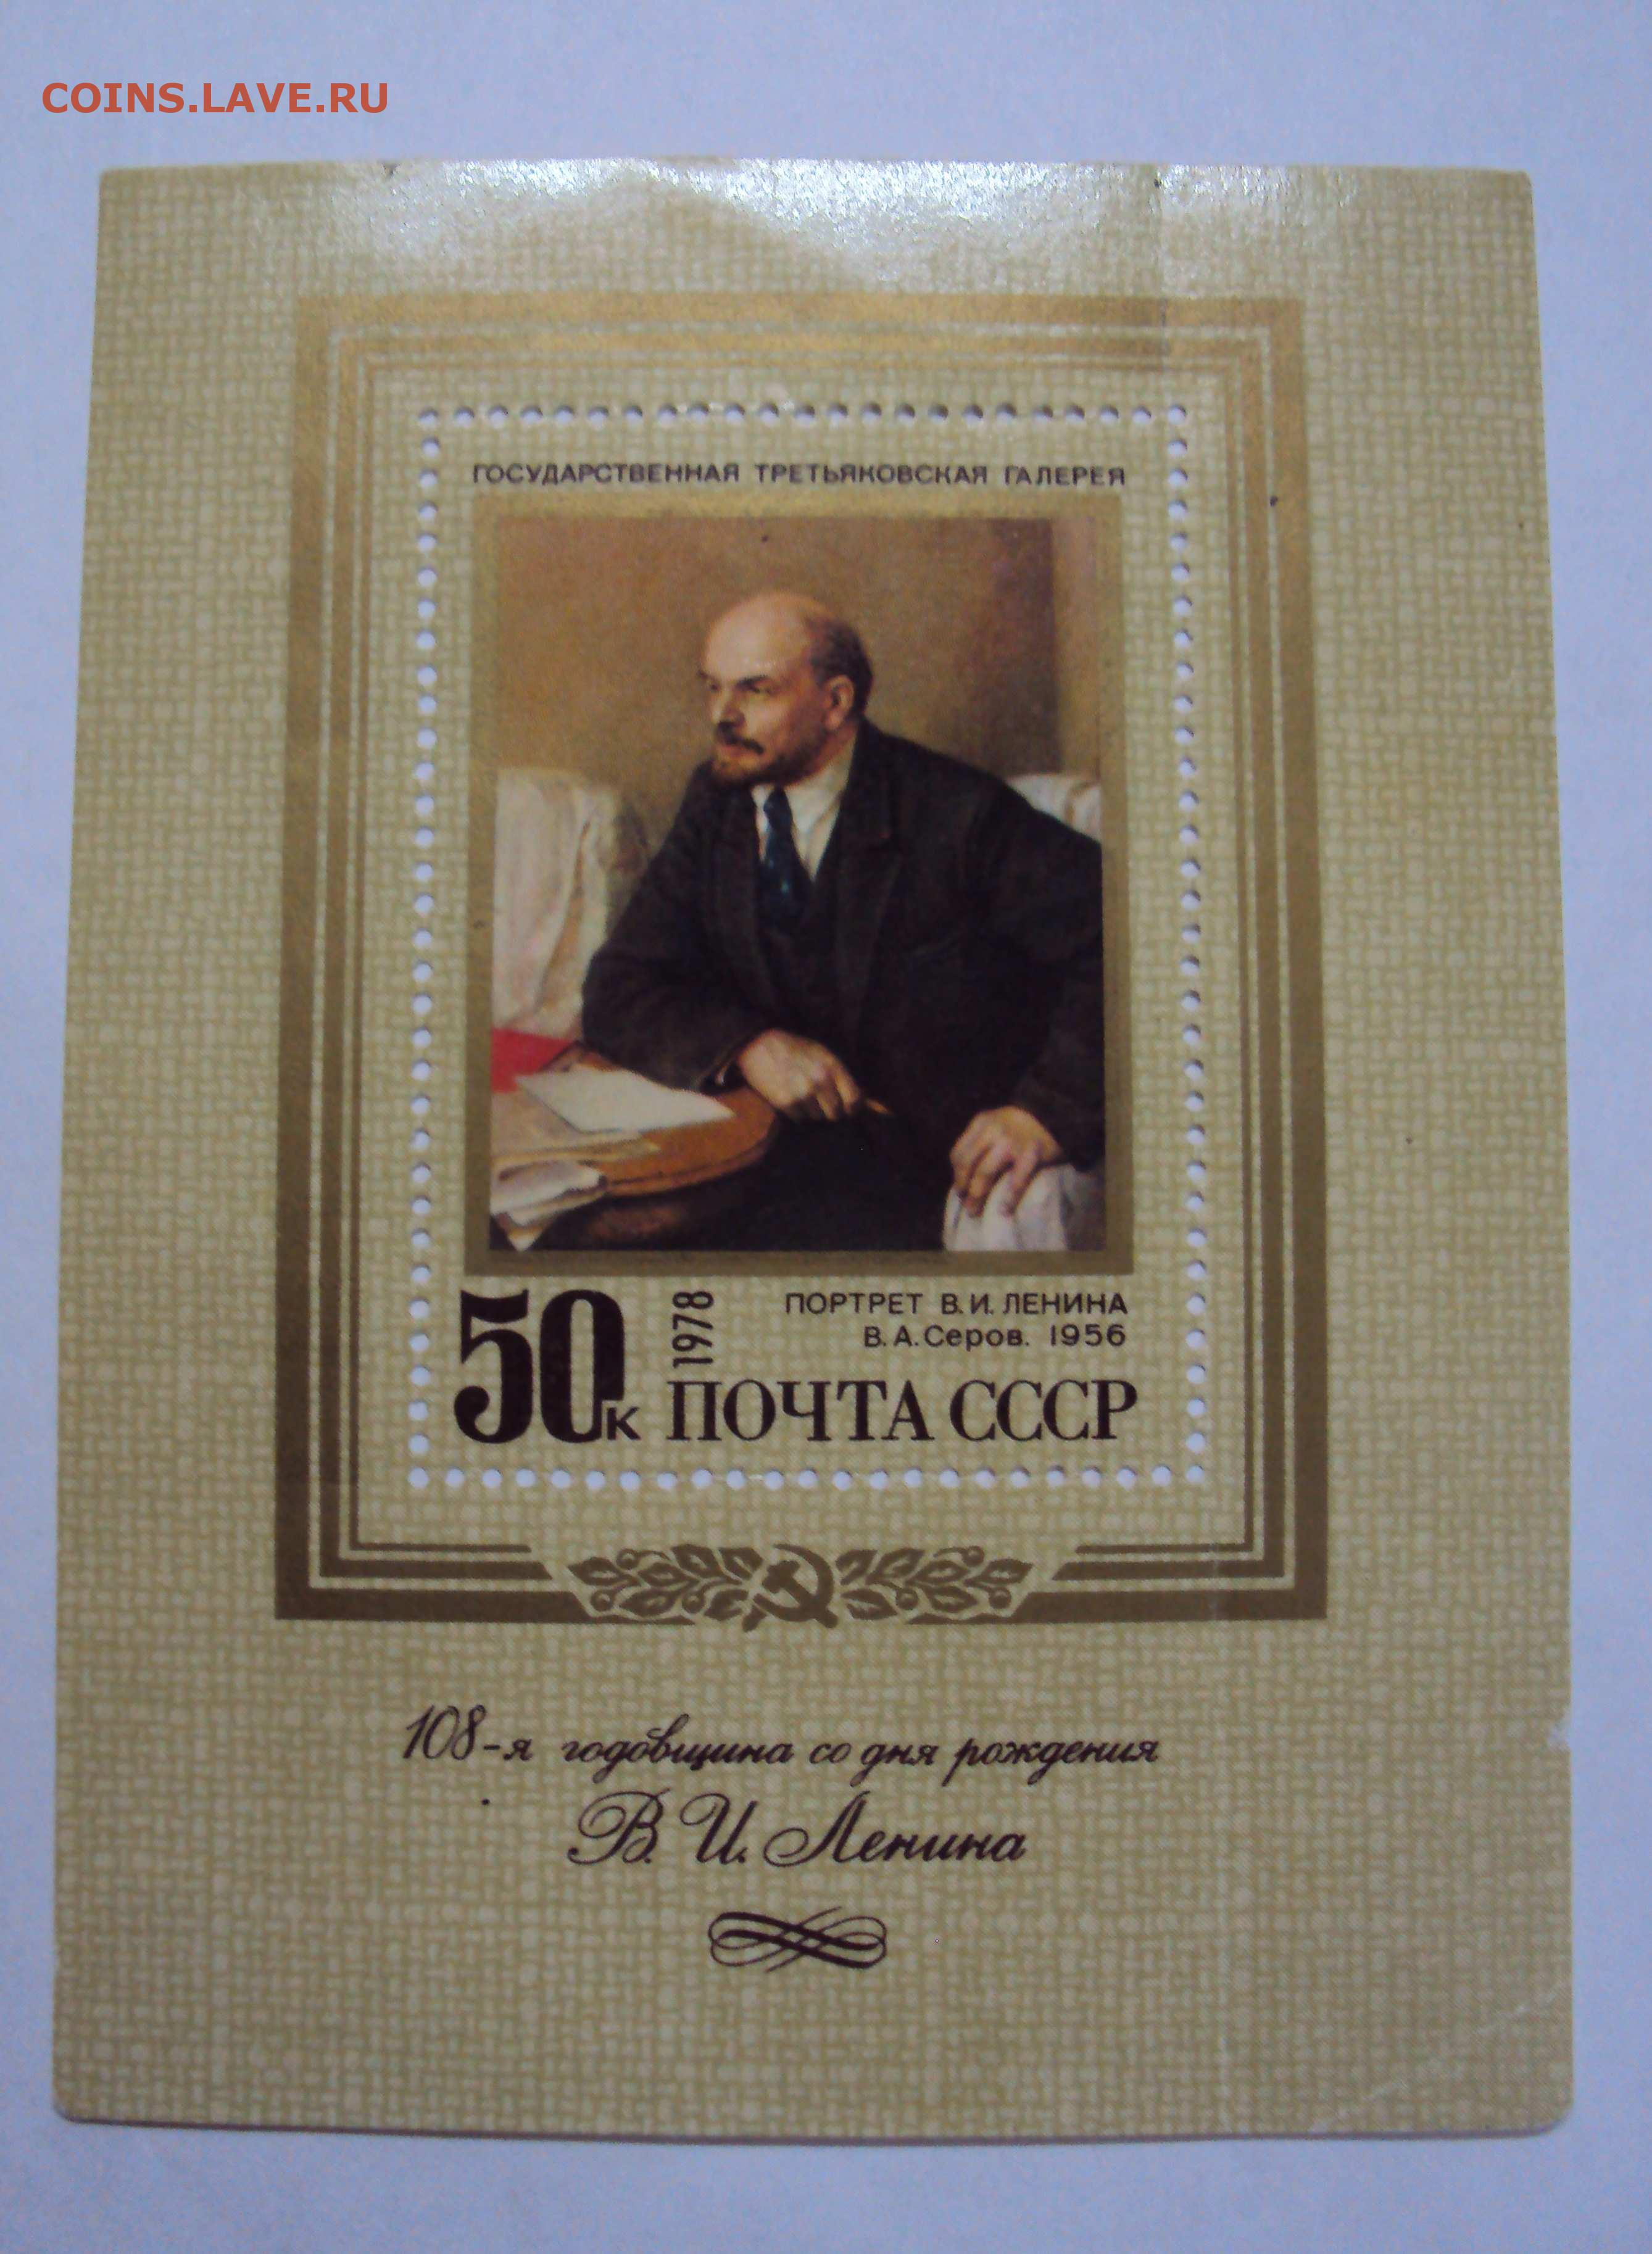 COINS.LAVE.RU
ГОСУДАРСТВЕННАЯ ТРЕТЬЯКОВСКАЯ ГАЛЕРЕЯ
50к
1978
ПОРТРЕТ В.И.ЛЕНИНА
В.А.Серов. 1956
ПОЧТА СССР
108-я годовщина со дня рождения
В. И. Ленина